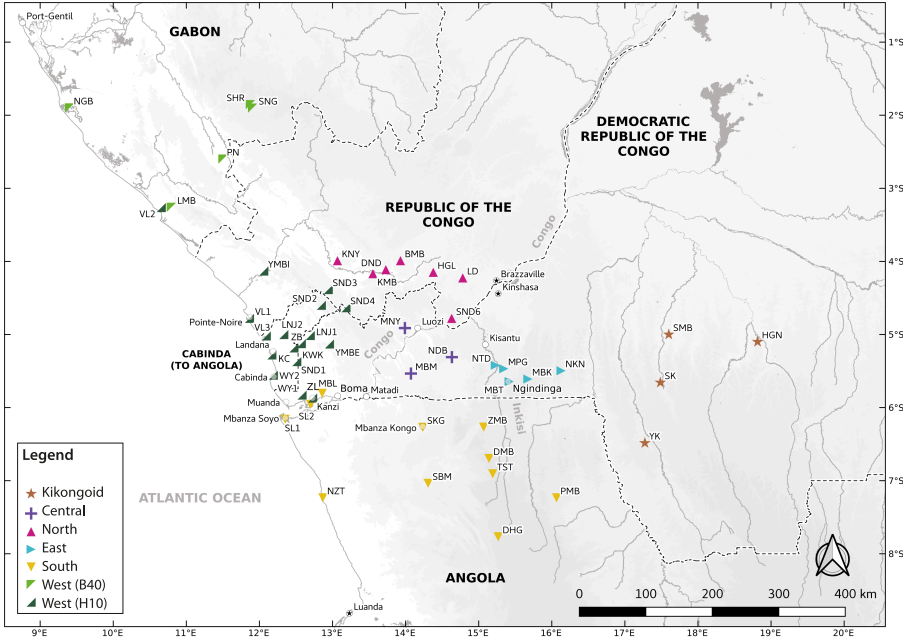 Port-Gentil
GABON
1°S
SHR SNG
NGB
2°S
DEMOCRATIC
REPUBLIC OF THE
CONGO
PN
3°S
LMB
VL2
REPUBLIC OF THE
CONGO
Congo
KNY
DND
BMB
4°S
YMBI
KMB
HGL
LD
Brazzaville
Kinshasa
SND3
SND2
SND4
VL1
Pointe-Noire
MNY
Luozi
SND6
5°S
VL3
LNJ2
LNJ1
ZB
Landana
Congo
Kisantu
SMB
HGN
CABINDA
(TO ANGOLA)
KC
KWK
YMBE
NDB
NTD
MPG
NKN
SND1
MBM
MBK
SK
Cabinda
WY2
WY1
ZL
MBL
Boma
Matadi
MBT
Ngindinga
Muanda
Kanzi
6°S
Mbanza Soyo
SL2
SL1
Mbanza Kongo
SKG
ZMB
Inkisi
YK
DMB
Legend
TST
SBM
7°S
Kikongoid
ATLANTIC OCEAN
NZT
PMB
Central
North
DHG
East
8°S
South
ANGOLA
West (B40)
0 100 200 300 400 km
West (H10)
Luanda
9°E 10°E 11°E 12°E 13°E 14°E 15°E 16°E 17°E 18°E 19°E 20°E